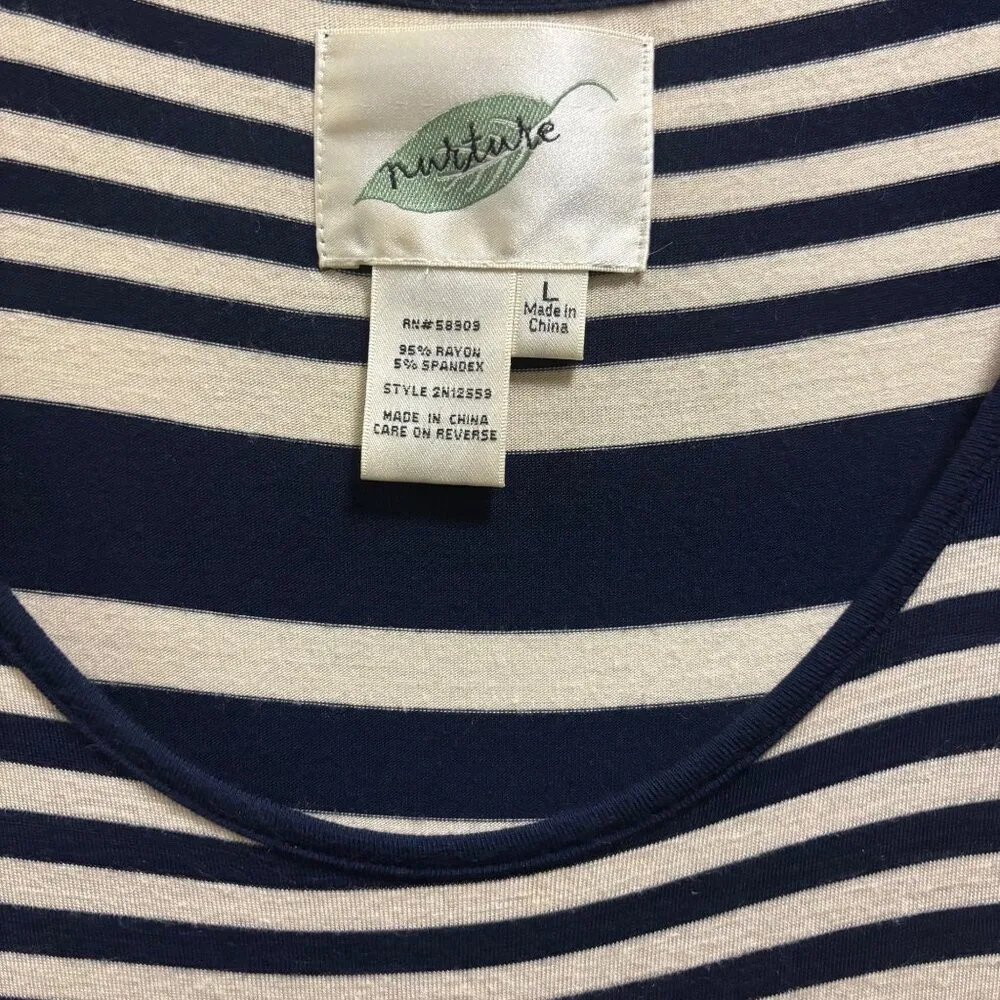 nurture
L
Made in
China
RN#58909
95% RAYON
5% SPANDEX
STYLE 2N12559
MADE IN CHINA
CARE ON REVERSE